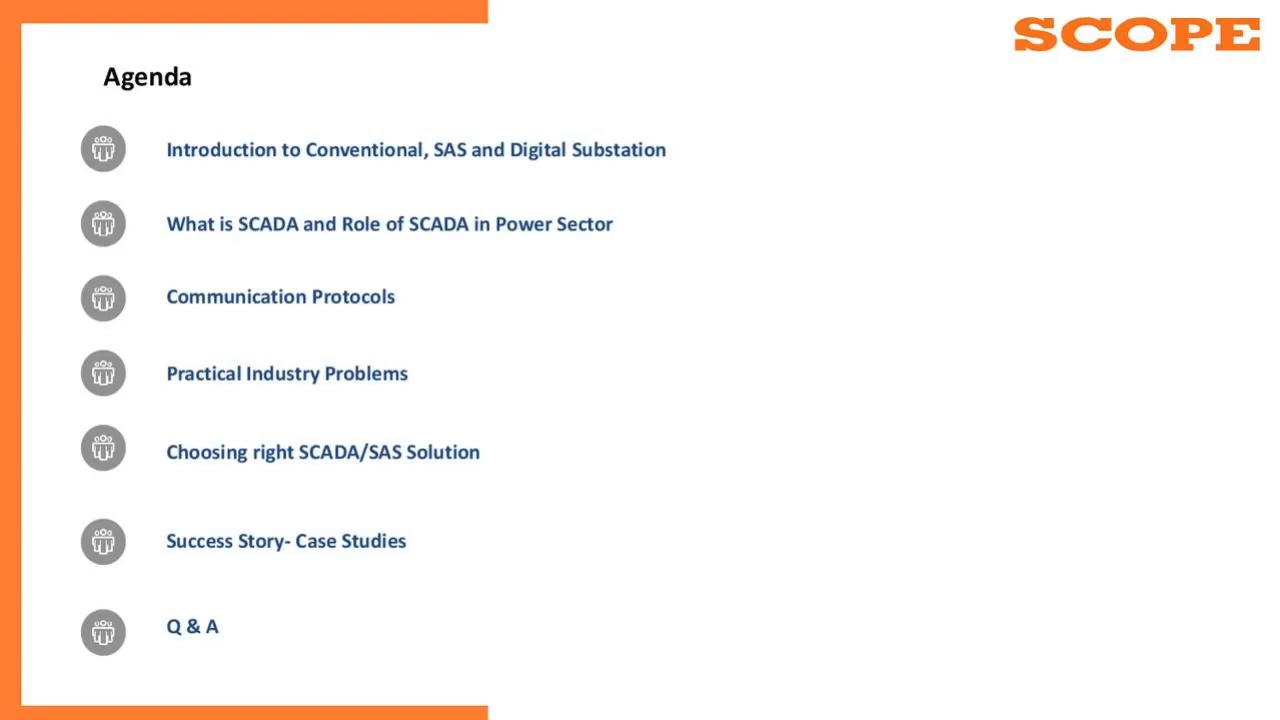 SCOPE
Agenda
Introduction to Conventional, SAS and Digital Substation
What is SCADA and Role of SCADA in Power Sector
Communication Protocols
Practical Industry Problems
Choosing right SCADA/SAS Solution
Success Story- Case Studies
Q & A